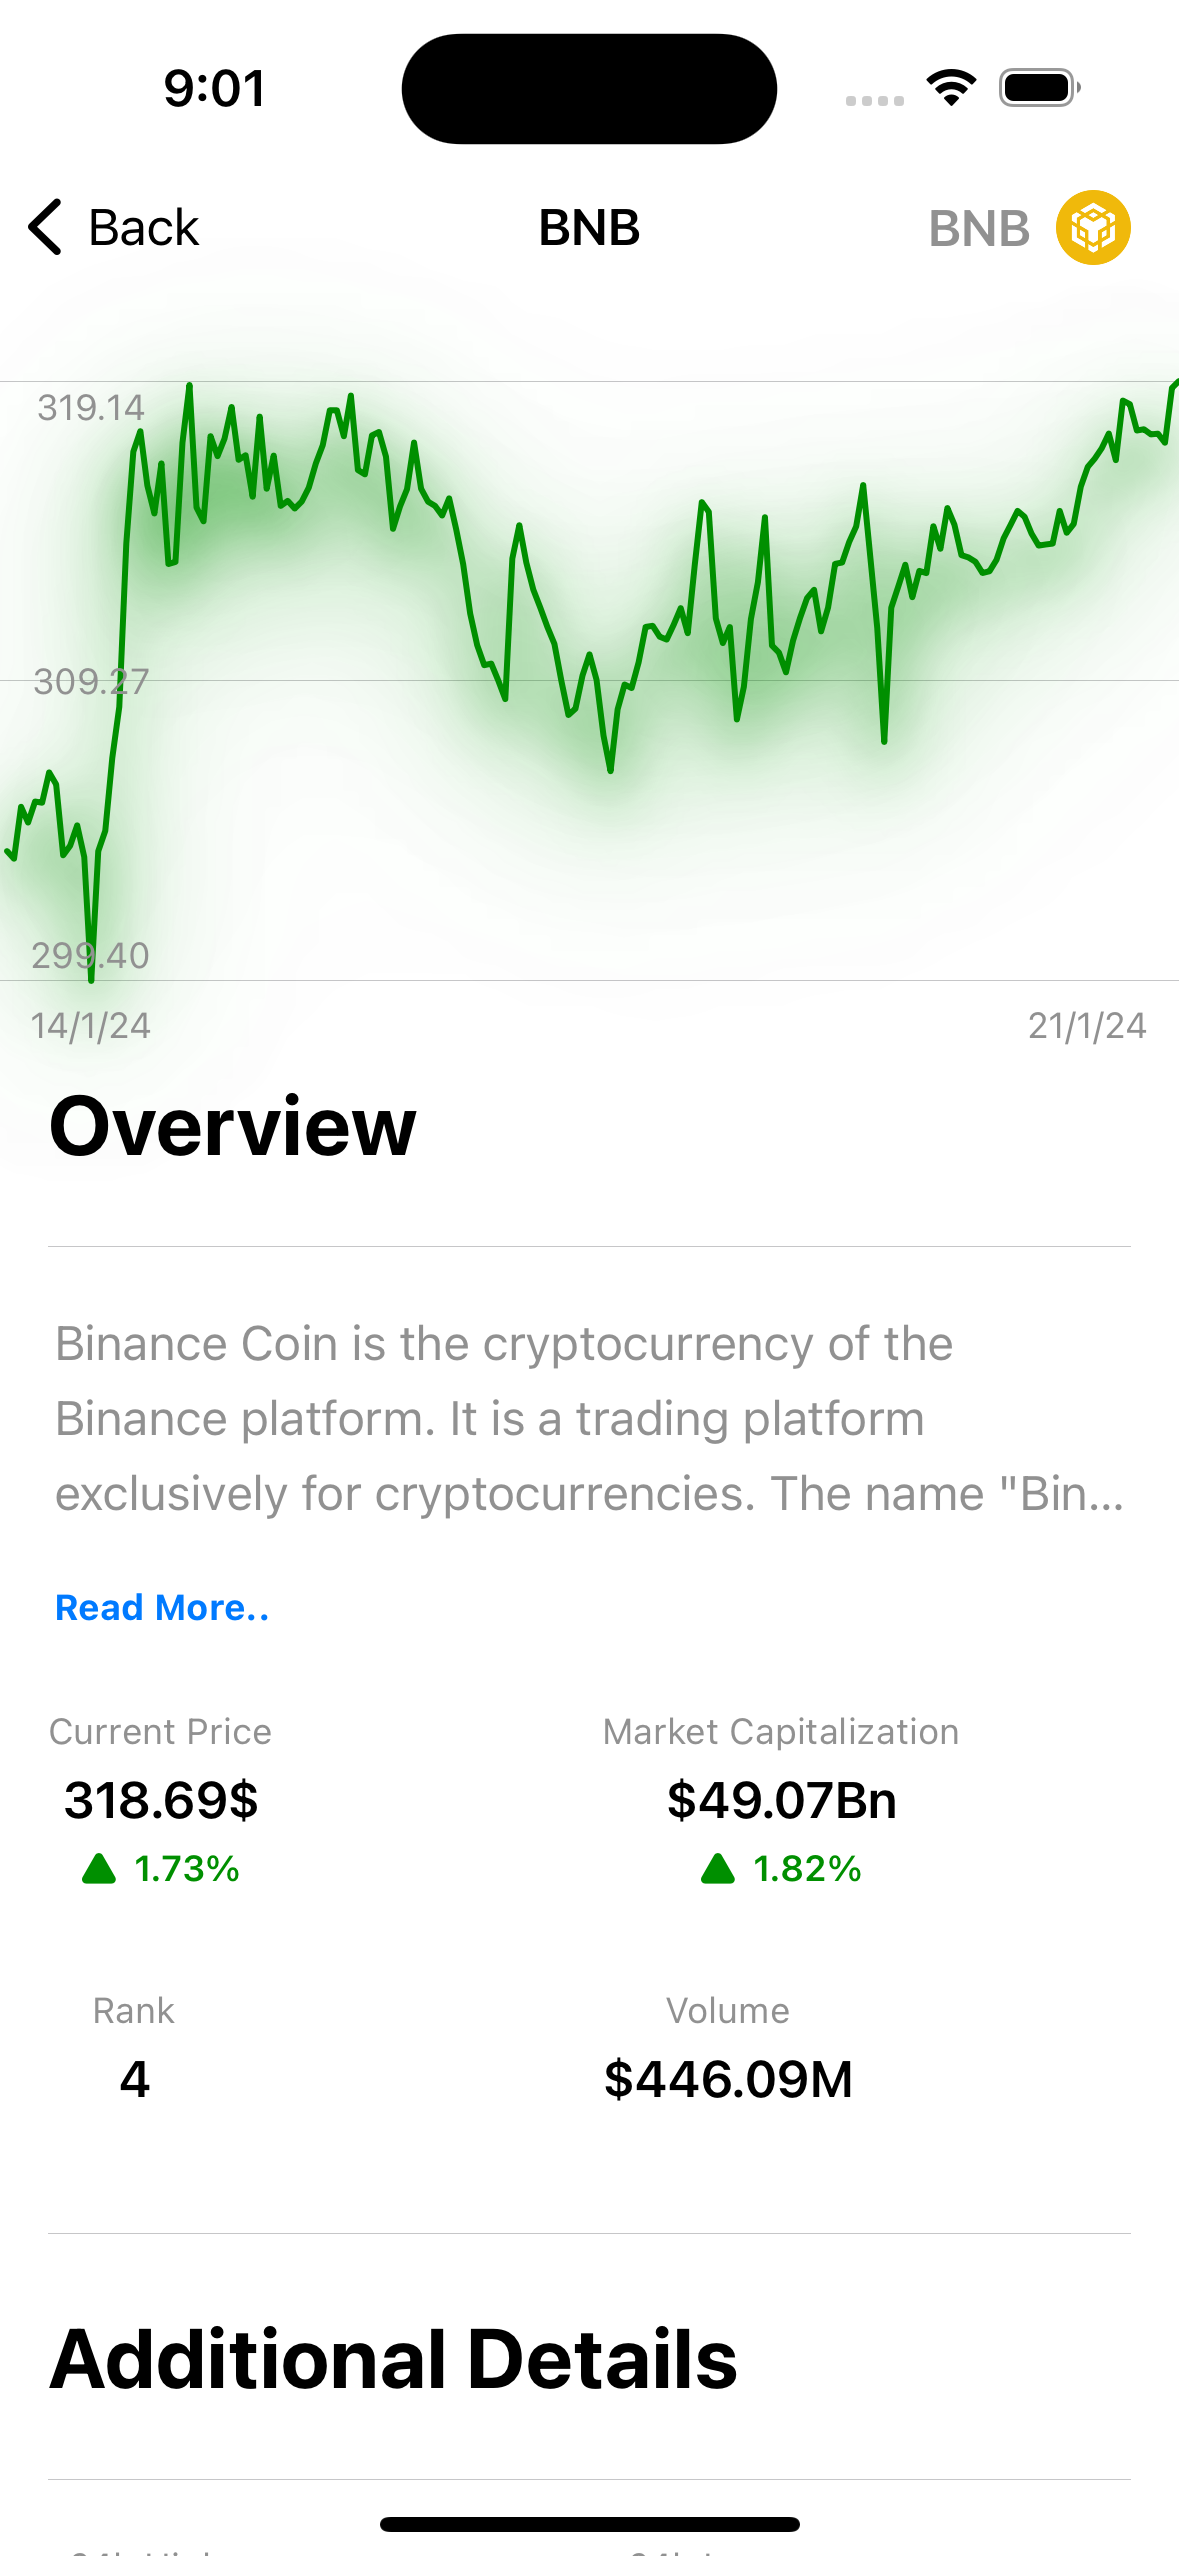 9:01
Back
BNB
BNB
319.14
309.27
299.40
14/1/24
21/1/24
Overview
Binance Coin is the cryptocurrency of the
Binance platform. It is a trading platform
exclusively for cryptocurrencies. The name "Bin...
Read More..
Current Price
Market Capitalization
318.69$
$49.07Bn
1.73%
1.82%
Rank
Volume
4
$446.09M
Additional Details